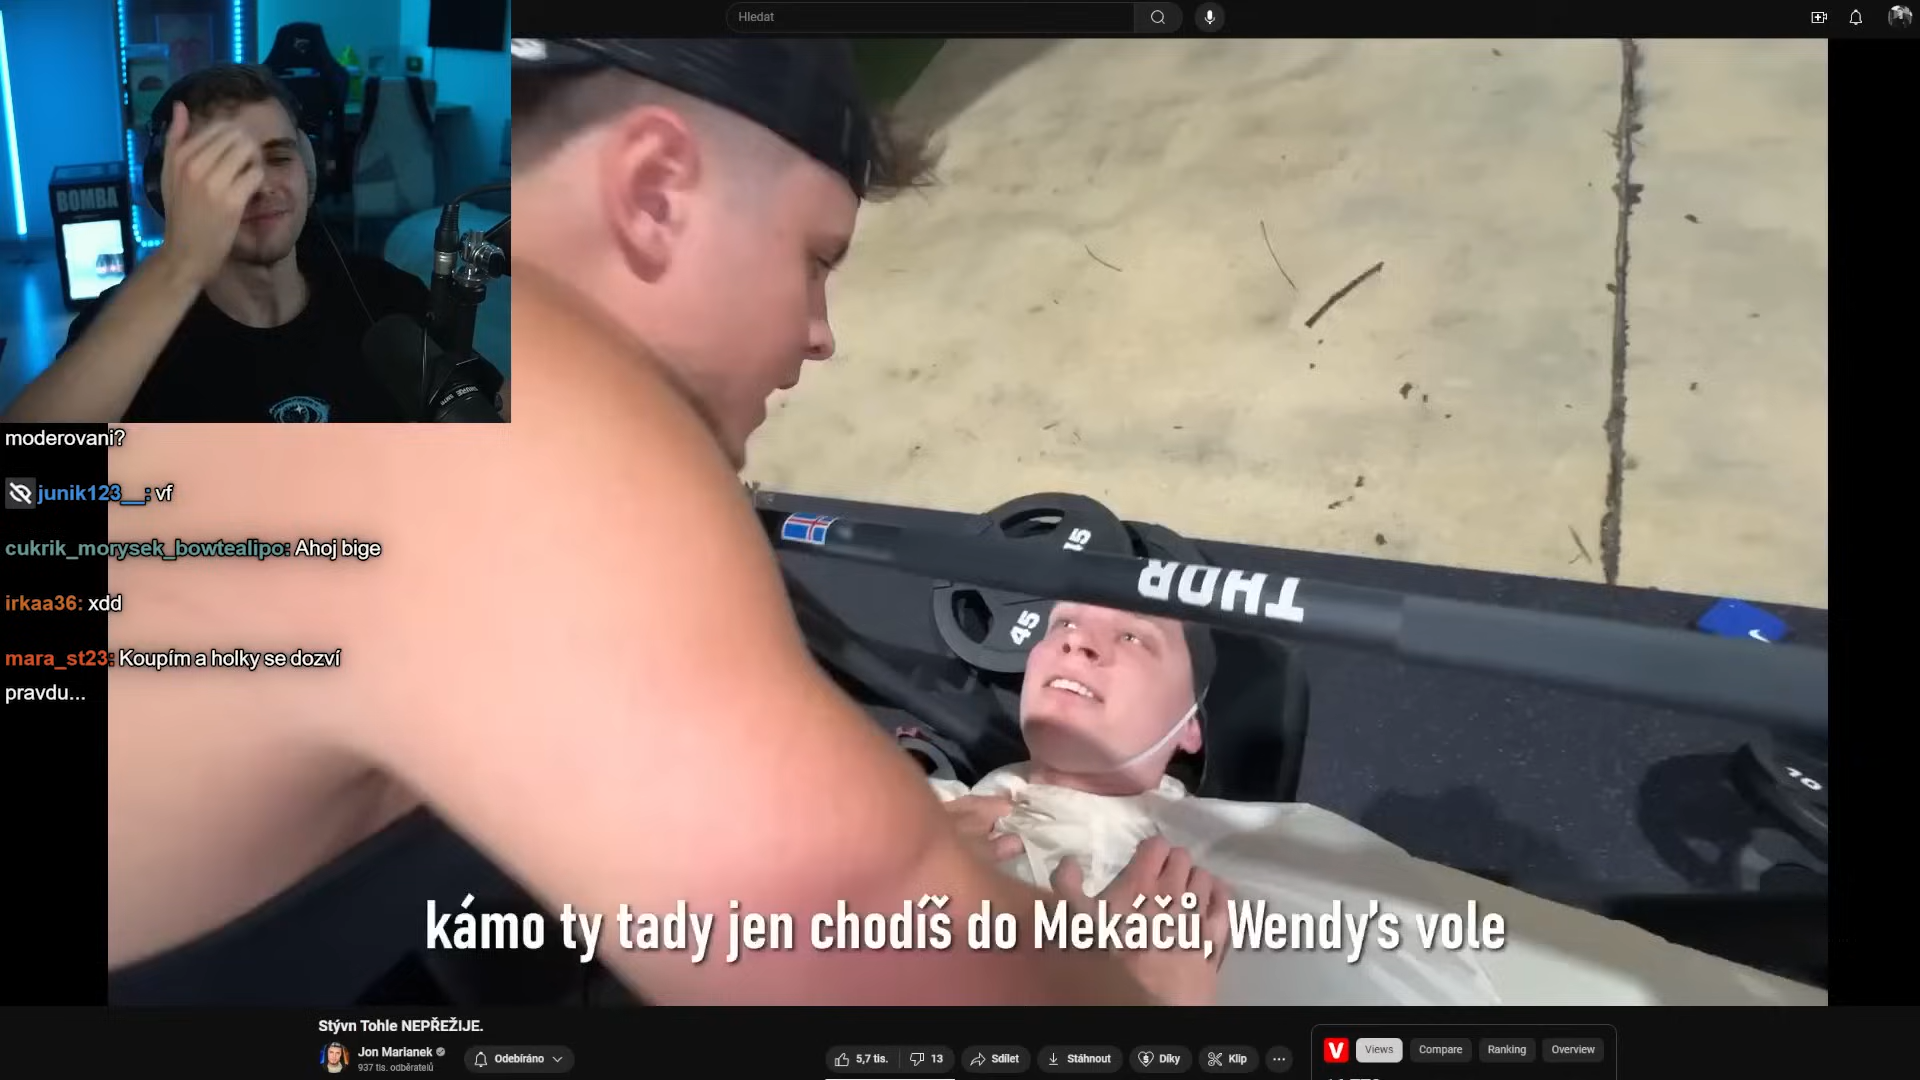 Hledat
BOMBA
moderovani?
junik123__: vf
cukrik_morysek_bowtealipo: Ahoj bige
irkaa36: xdd
mara_st23: Koupím a holky se dozví
pravdu...
15
THOR
45
10
kámo ty tady jen chodíš do Mekáčů, Wendy's vole
Stývn Tohle NEPŘEŽIJE.
Jon Marianek
937 tis. odběratelů
Odebíráno
5,7 tis.
13
Sdílet
Stáhnout
Díky
Klip
Views
Compare
Ranking
Overview